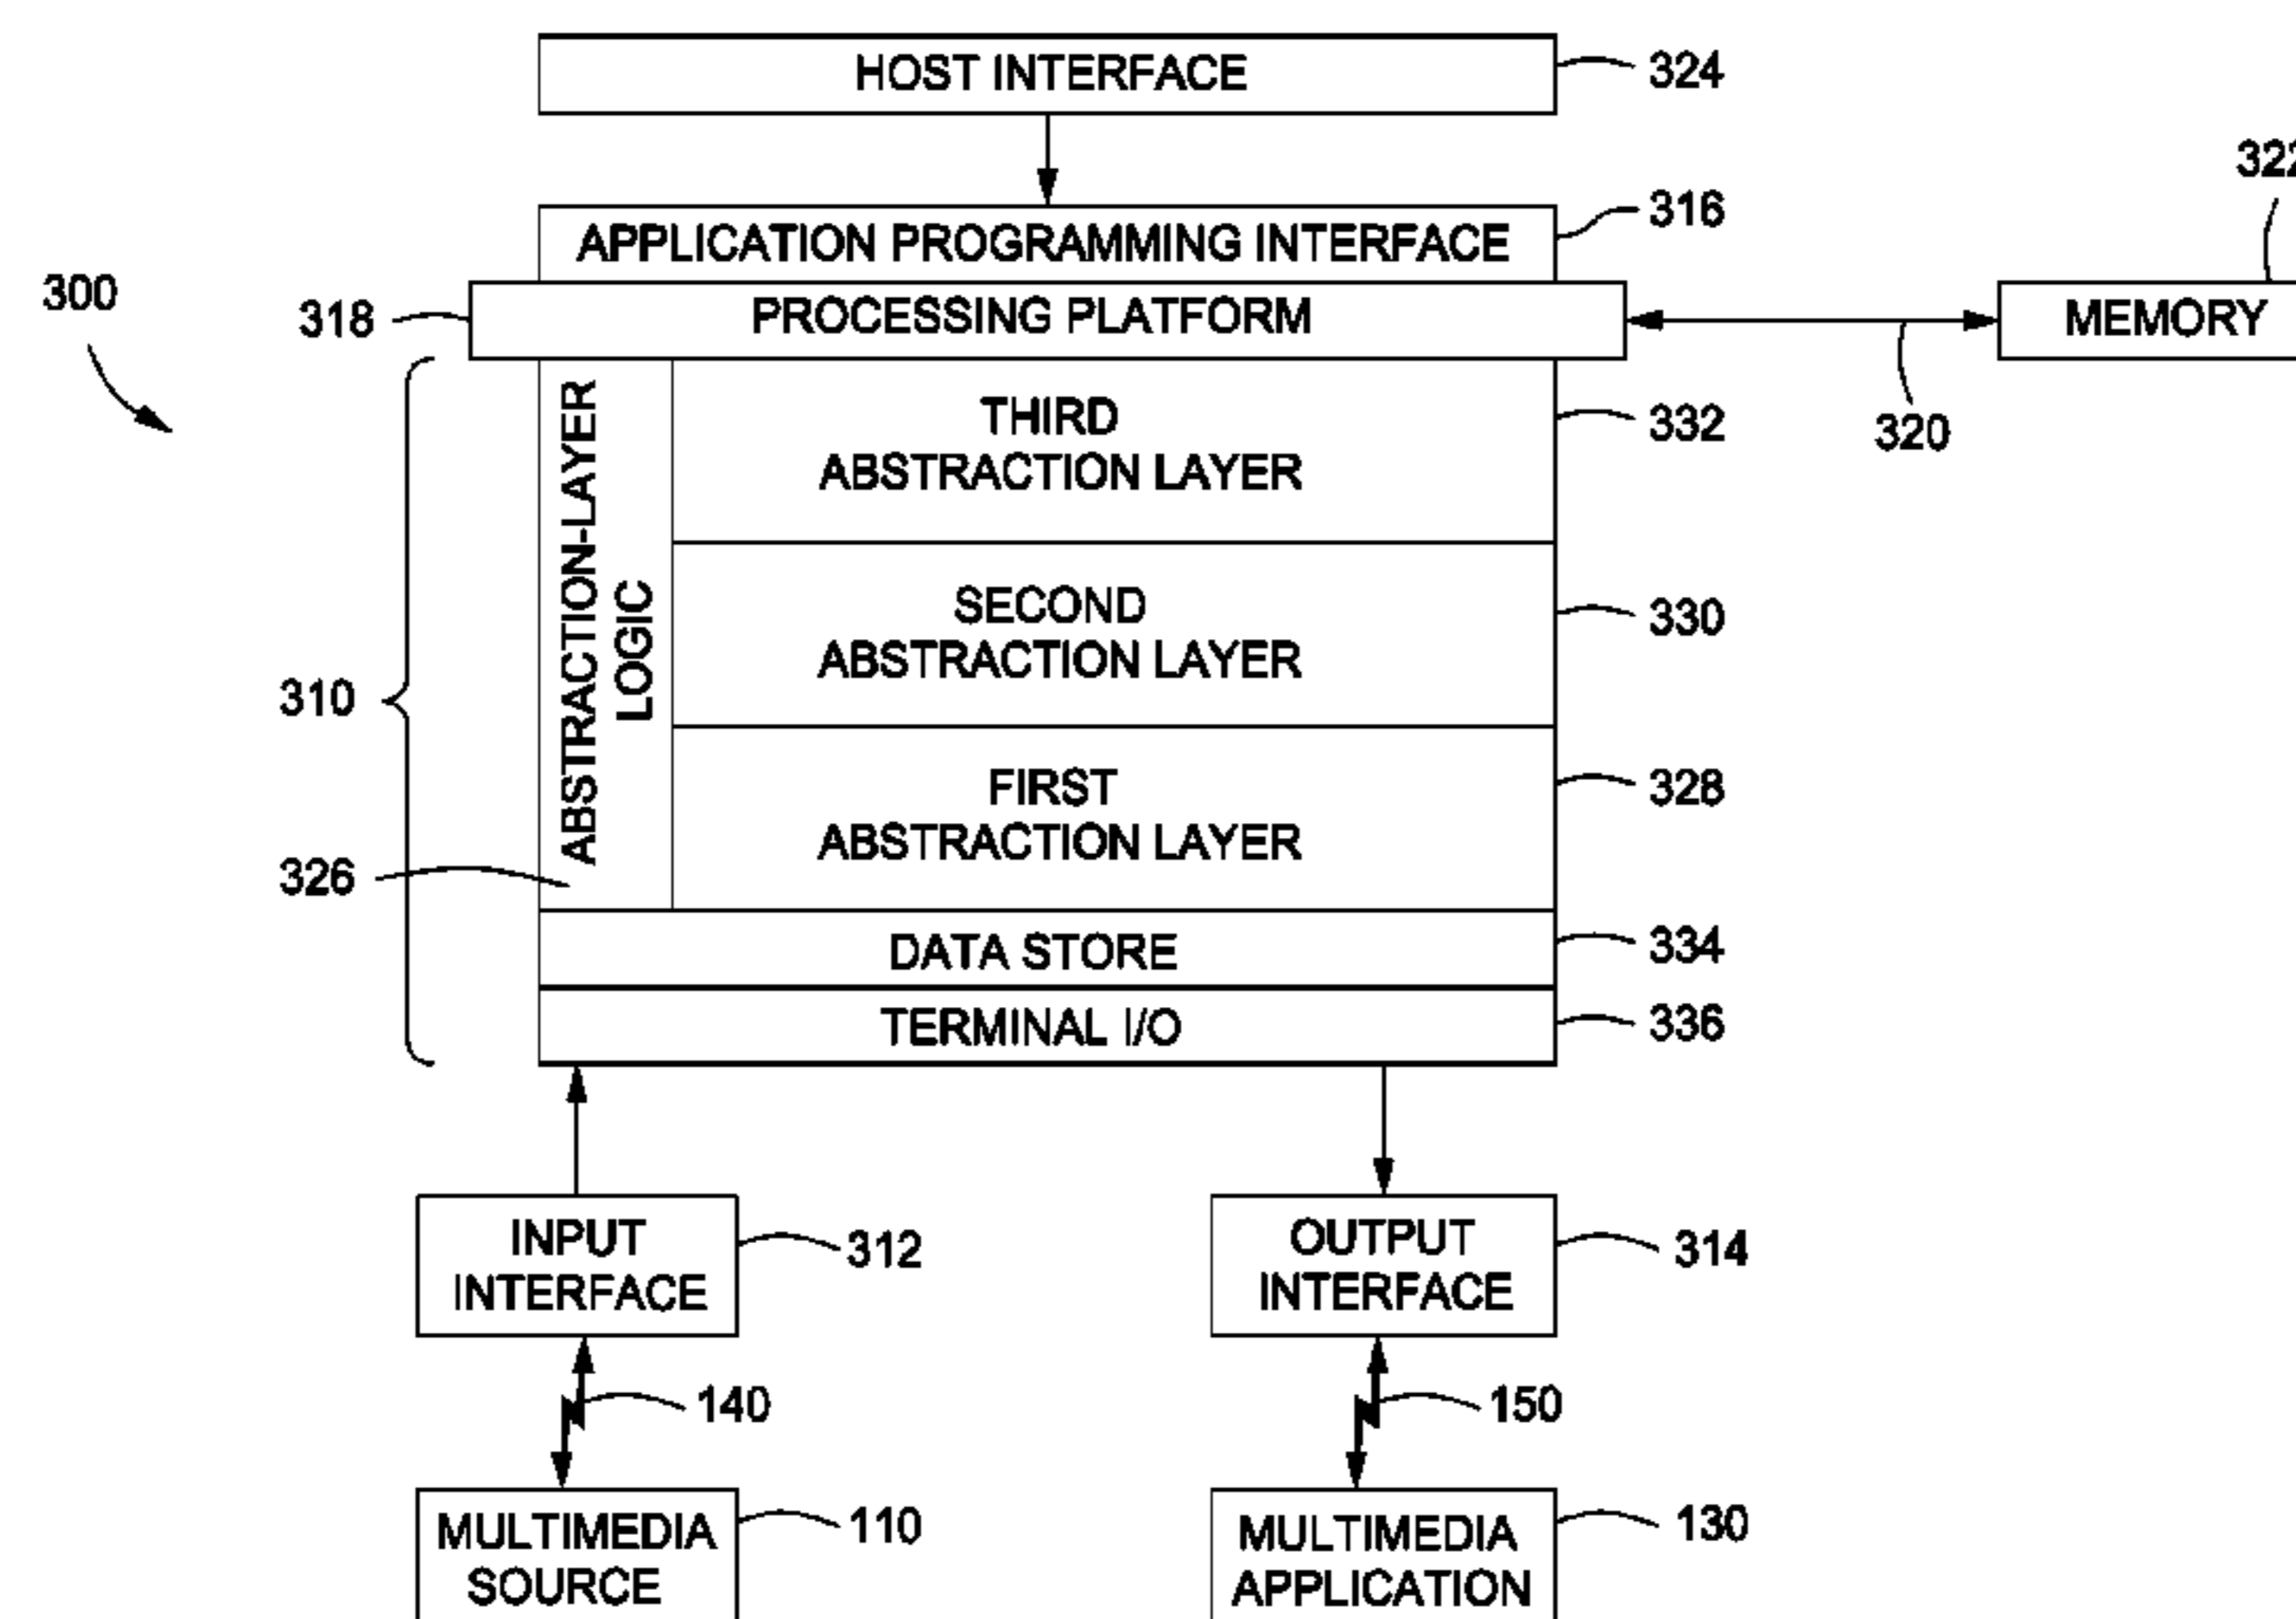 HOST INTERFACE
324
322
316
APPLICATION PROGRAMMING INTERFACE
300
318
PROCESSING PLATFORM
MEMORY
320
ABSTRACTION-LAYER
LOGIC
THIRD
ABSTRACTION LAYER
332
SECOND
ABSTRACTION LAYER
330
310
FIRST
ABSTRACTION LAYER
328
326
DATA STORE
334
TERMINAL I/O
336
INPUT
INTERFACE
312
OUTPUT
INTERFACE
314
140
150
MULTIMEDIA
SOURCE
110
MULTIMEDIA
APPLICATION
130